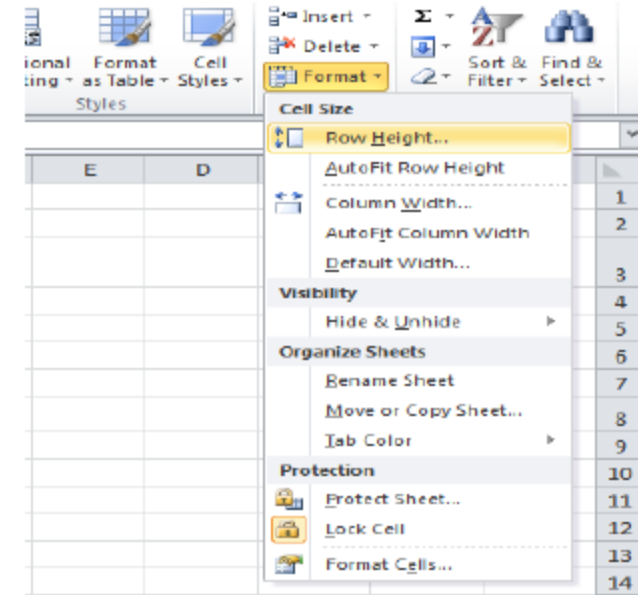 Insert
Delete
Format
Σ
Sort & Filter
Find & Select
ional
ting
Format as Table
Cell Styles
Styles
Cell Size
Row Height...
AutoFit Row Height
Column Width...
AutoFit Column Width
Default Width...
Visibility
Hide & Unhide
Organize Sheets
Rename Sheet
Move or Copy Sheet...
Tab Color
Protection
Protect Sheet...
Lock Cell
Format Cells...
E D
1
2
3
4
5
6
7
8
9
10
11
12
13
14